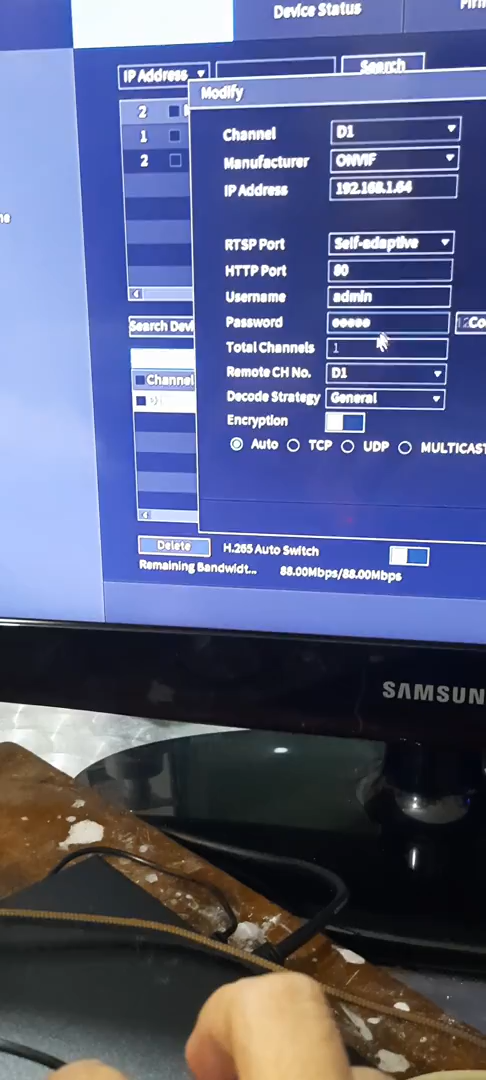 Device Status
IP Address
Search
Modify
2
1
2
Channel D1
Manufacturer ONVIF
IP Address 192.168.1.64
RTSP Port Self-adaptive
HTTP Port 80
Username admin
Password ●●●●●
Search Devi
Total Channels 1
Remote CH No. D1
Channel
Decode Strategy General
Encryption
Auto TCP UDP MULTICAST
Delete H.265 Auto Switch
Remaining Bandwidt... 88.00Mbps/88.00Mbps
SAMSUN